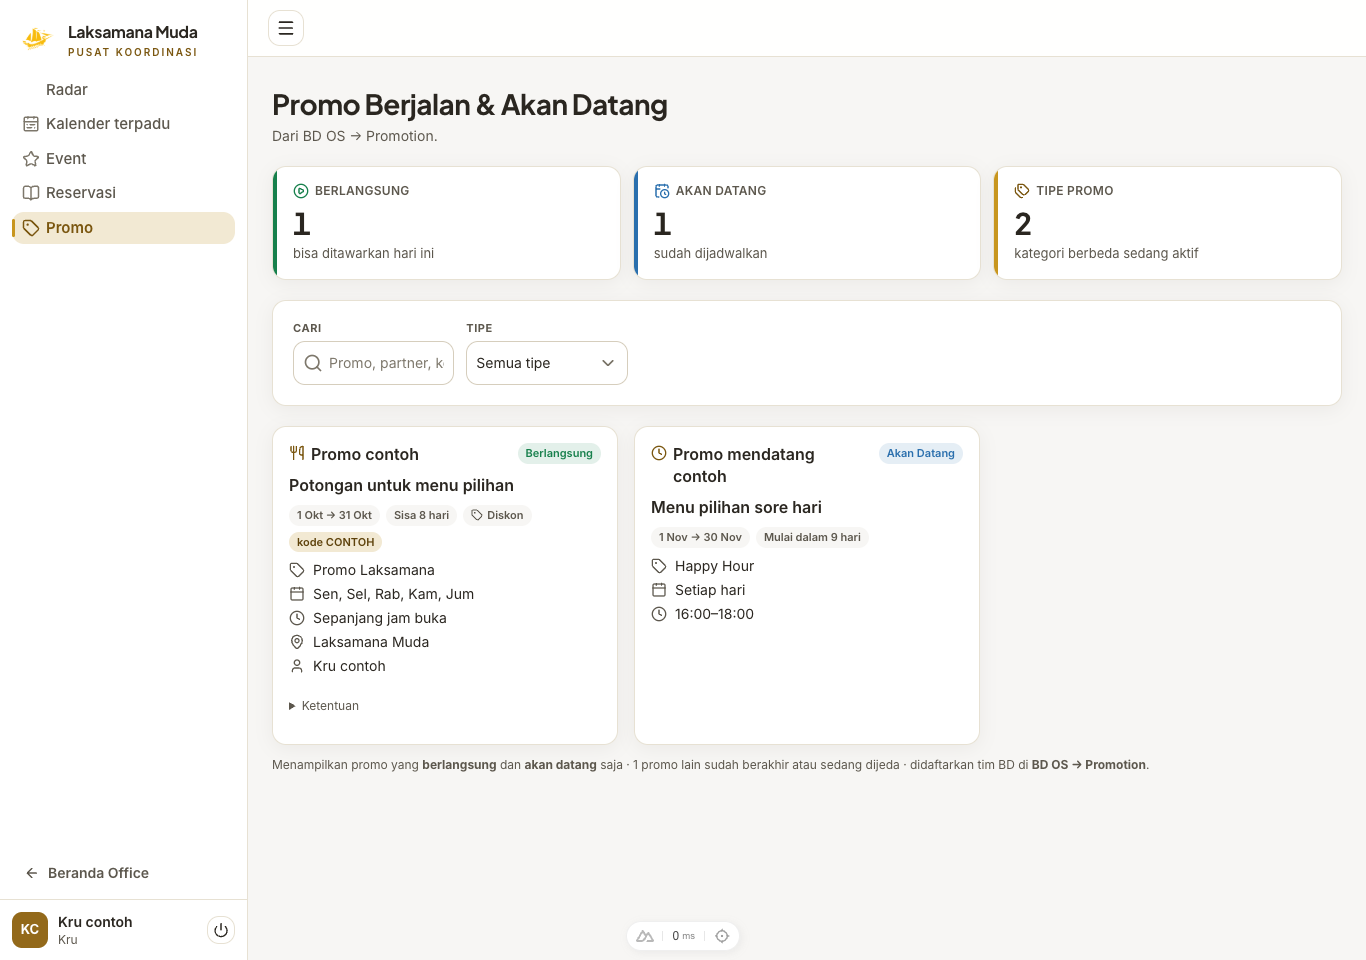 Laksamana Muda
PUSAT KOORDINASI
Radar
Kalender terpadu
Event
Reservasi
Promo
Beranda Office
KC
Kru contoh
Kru
Promo Berjalan & Akan Datang
Dari BD OS → Promotion.
BERLANGSUNG
1
bisa ditawarkan hari ini
AKAN DATANG
1
sudah dijadwalkan
TIPE PROMO
2
kategori berbeda sedang aktif
CARI
Promo, partner, k
TIPE
Semua tipe
Promo contoh
Berlangsung
Potongan untuk menu pilihan
1 Okt → 31 Okt
Sisa 8 hari
Diskon
kode CONTOH
Promo Laksamana
Sen, Sel, Rab, Kam, Jum
Sepanjang jam buka
Laksamana Muda
Kru contoh
Ketentuan
Promo mendatang
contoh
Akan Datang
Menu pilihan sore hari
1 Nov → 30 Nov
Mulai dalam 9 hari
Happy Hour
Setiap hari
16:00–18:00
Menampilkan promo yang berlangsung dan akan datang saja · 1 promo lain sudah berakhir atau sedang dijeda · didaftarkan tim BD di BD OS → Promotion.
0 ms